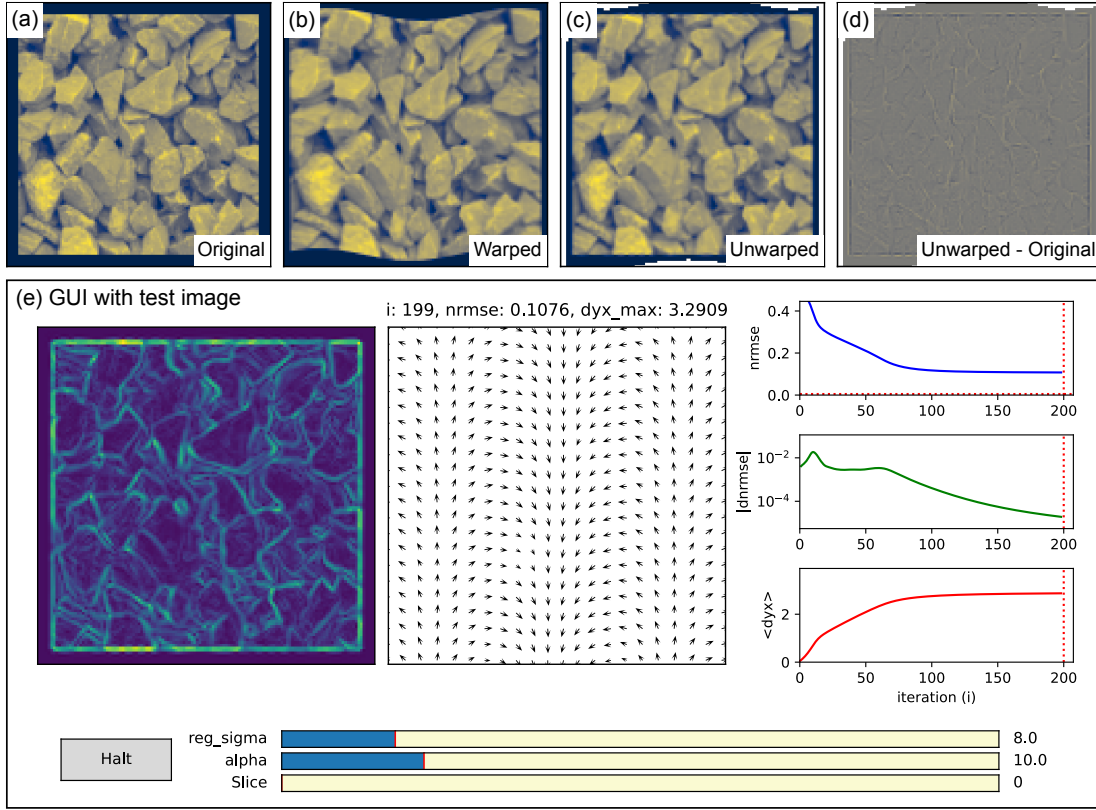 (a)
Original
(b)
Warped
(c)
Unwarped
(d)
Unwarped - Original
(e) GUI with test image
i: 199, nrmse: 0.1076, dyx_max: 3.2909
nrmse
0.4
0.2
0.0
0 50 100 150 200
|dnrmse|
10⁻²
10⁻⁴
0 50 100 150 200
<dyx>
2
0
0 50 100 150 200
iteration (i)
Halt
reg_sigma 8.0
alpha 10.0
Slice 0